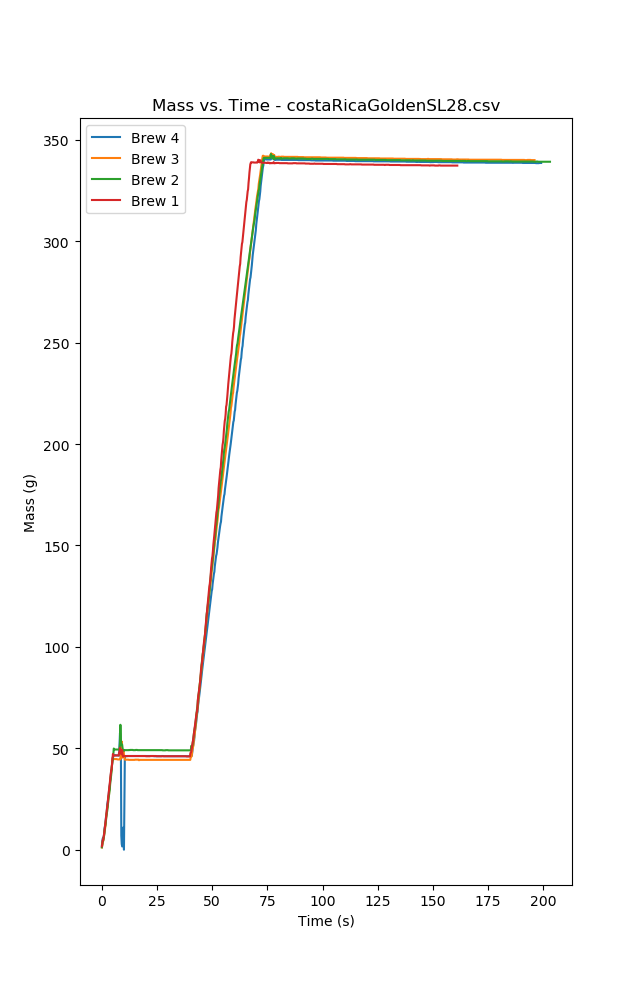 Mass vs. Time - costaRicaGoldenSL28.csv
Brew 4
Brew 3
Brew 2
Brew 1
350
300
250
200
150
100
50
0
Mass (g)
0 25 50 75 100 125 150 175 200
Time (s)